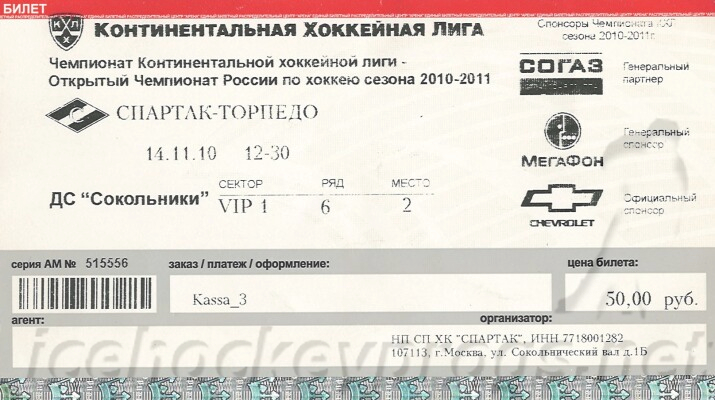 БИЛЕТ
КХЛ
КОНТИНЕНТАЛЬНАЯ ХОККЕЙНАЯ ЛИГА
Спонсоры Чемпионата КХЛ
сезона 2010-2011г.
Чемпионат Континентальной хоккейной лиги -
Открытый Чемпионат России по хоккею сезона 2010-2011
СОГАЗ
Генеральный
партнер
СПАРТАК-ТОРПЕДО
14.11.10 12-30
МЕГАФОН
Генеральный
спонсор
ДС "Сокольники"
СЕКТОР РЯД МЕСТО
VIP 1 6 2
CHEVROLET
Официальный
спонсор
серия АМ № 515556
заказ / платеж / оформление:
цена билета:
Kassa_3
50,00 руб.
агент:
организатор:
НП СП ХК "СПАРТАК", ИНН 7718001282
107113, г.Москва, ул. Сокольнический вал д.1Б
icehockeyprograms.net